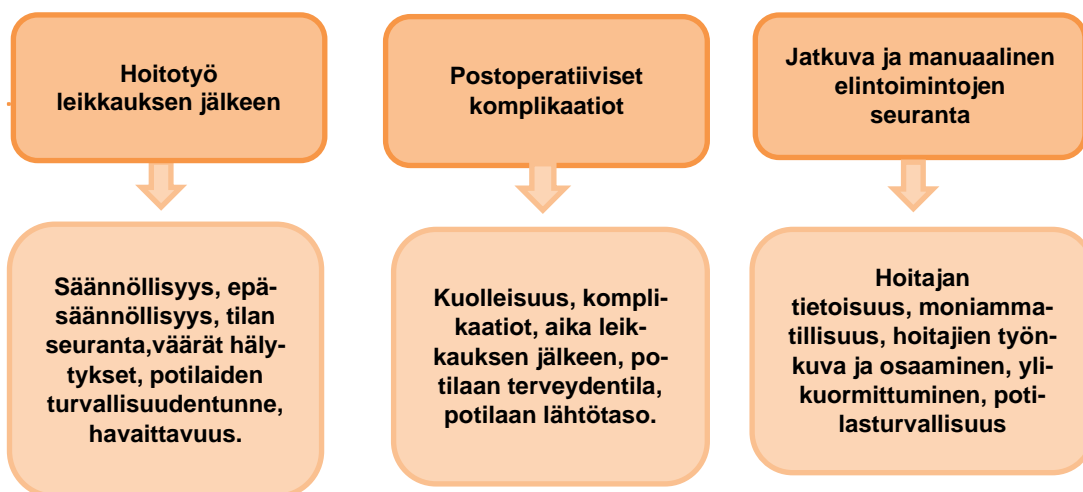 Hoitotyö
leikkauksen jälkeen
Postoperatiiviset
komplikaatiot
Jatkuva ja manuaalinen
elintoimintojen
seuranta
Säännöllisyys, epä-
säännöllisyys, tilan
seuranta,väärät häly-
tykset, potilaiden
turvallisuudentunne,
havaittavuus.
Kuolleisuus, kompli-
kaatiot, aika leik-
kauksen jälkeen, po-
tilaan terveydentila,
potilaan lähtötaso.
Hoitajan
tietoisuus, moniamma-
tillisuus, hoitajien työn-
kuva ja osaaminen, yli-
kuormittuminen, poti-
lasturvallisuus